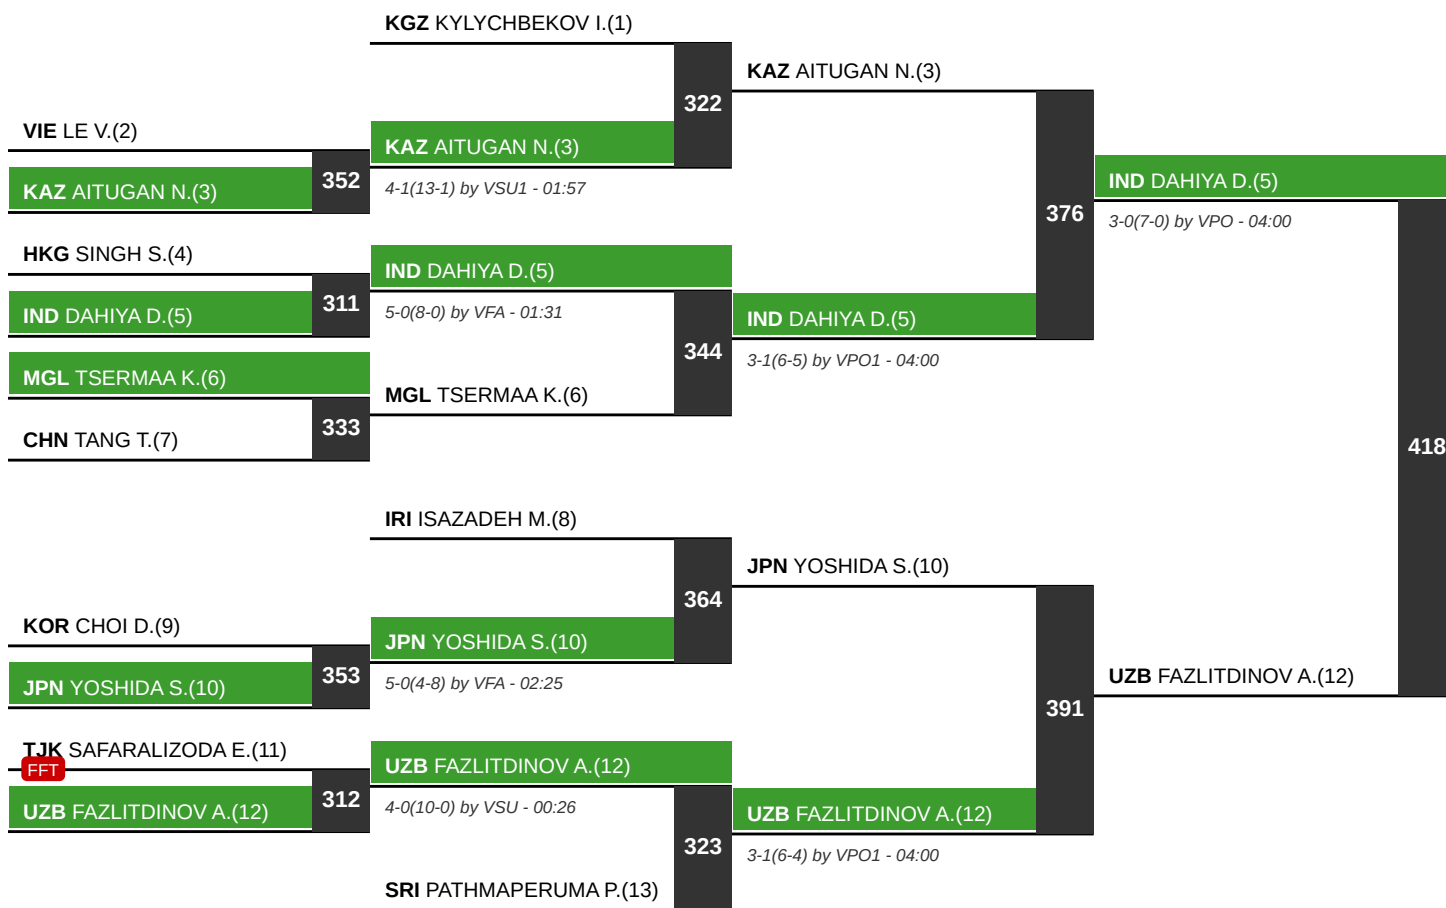 KGZ KYLYCHBEKOV I.(1)
322
KAZ AITUGAN N.(3)
VIE LE V.(2)
352
KAZ AITUGAN N.(3)
KAZ AITUGAN N.(3)
4-1(13-1) by VSU1 - 01:57
376
IND DAHIYA D.(5)
3-0(7-0) by VPO - 04:00
HKG SINGH S.(4)
311
IND DAHIYA D.(5)
IND DAHIYA D.(5)
5-0(8-0) by VFA - 01:31
344
IND DAHIYA D.(5)
3-1(6-5) by VPO1 - 04:00
MGL TSERMAA K.(6)
333
CHN TANG T.(7)
MGL TSERMAA K.(6)
418
IRI ISAZADEH M.(8)
364
JPN YOSHIDA S.(10)
KOR CHOI D.(9)
353
JPN YOSHIDA S.(10)
JPN YOSHIDA S.(10)
5-0(4-8) by VFA - 02:25
391
UZB FAZLITDINOV A.(12)
TJK SAFARALIZODA E.(11)
FFT
312
UZB FAZLITDINOV A.(12)
UZB FAZLITDINOV A.(12)
4-0(10-0) by VSU - 00:26
323
UZB FAZLITDINOV A.(12)
3-1(6-4) by VPO1 - 04:00
SRI PATHMAPERUMA P.(13)